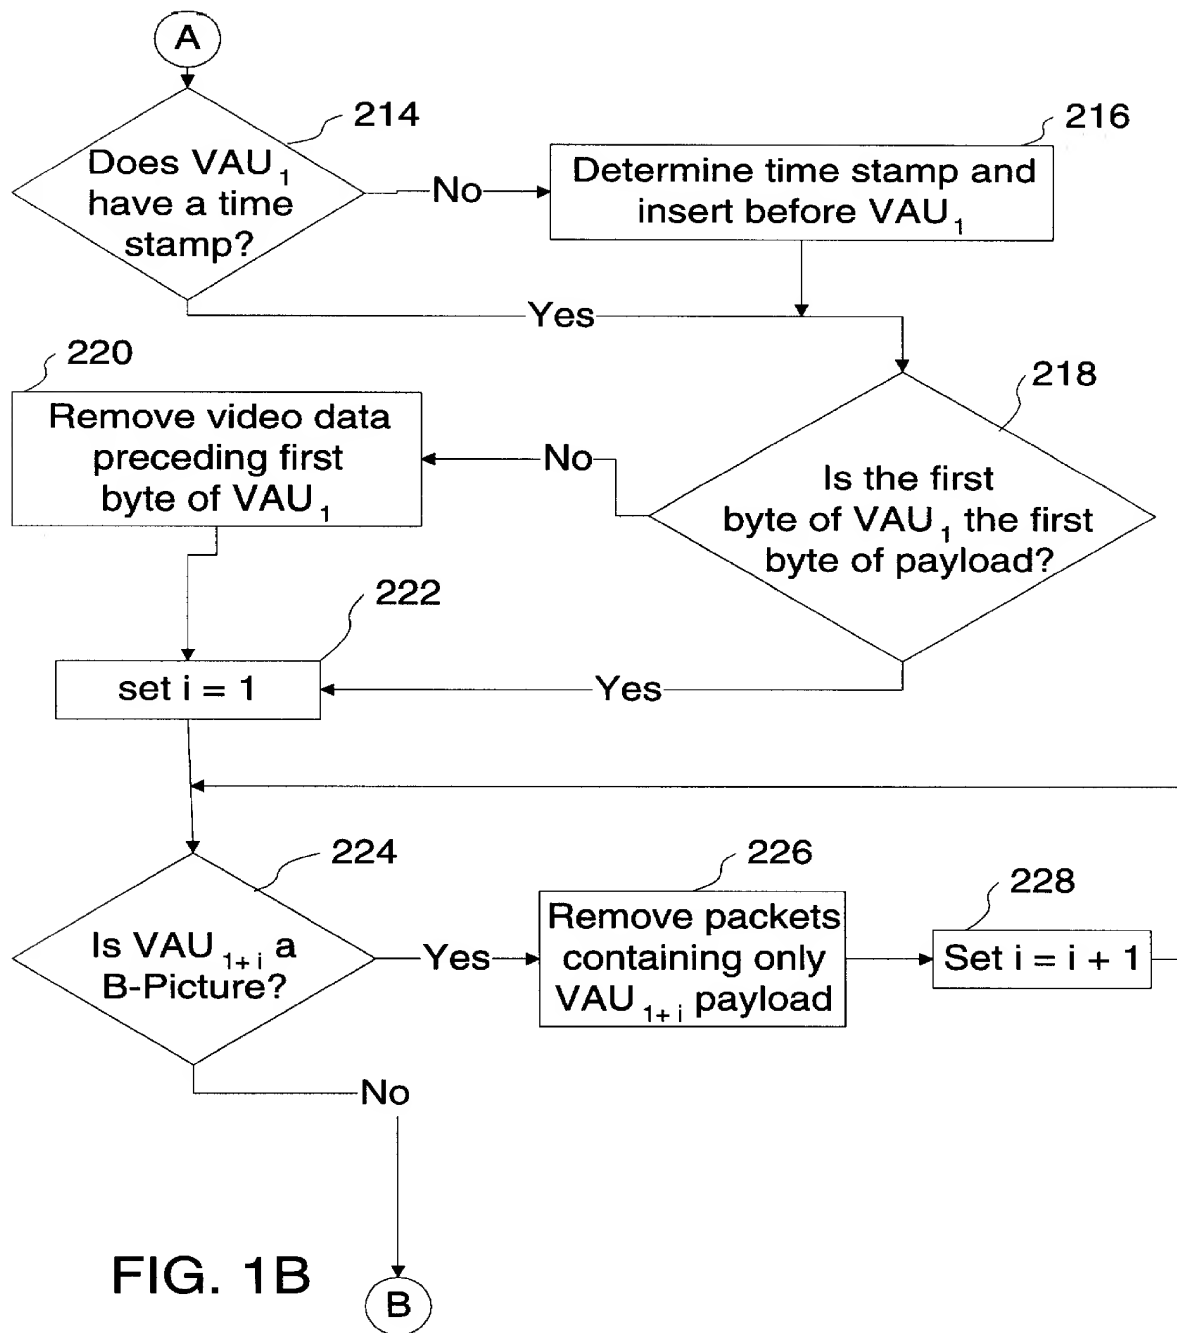 A
214
Does VAU1
have a time
stamp?
No
216
Determine time stamp and
insert before VAU1
Yes
218
Is the first
byte of VAU1 the first
byte of payload?
No
220
Remove video data
preceding first
byte of VAU1
222
set i = 1
Yes
224
Is VAU1+i a
B-Picture?
Yes
226
Remove packets
containing only
VAU1+i payload
228
Set i = i + 1
No
B
FIG. 1B